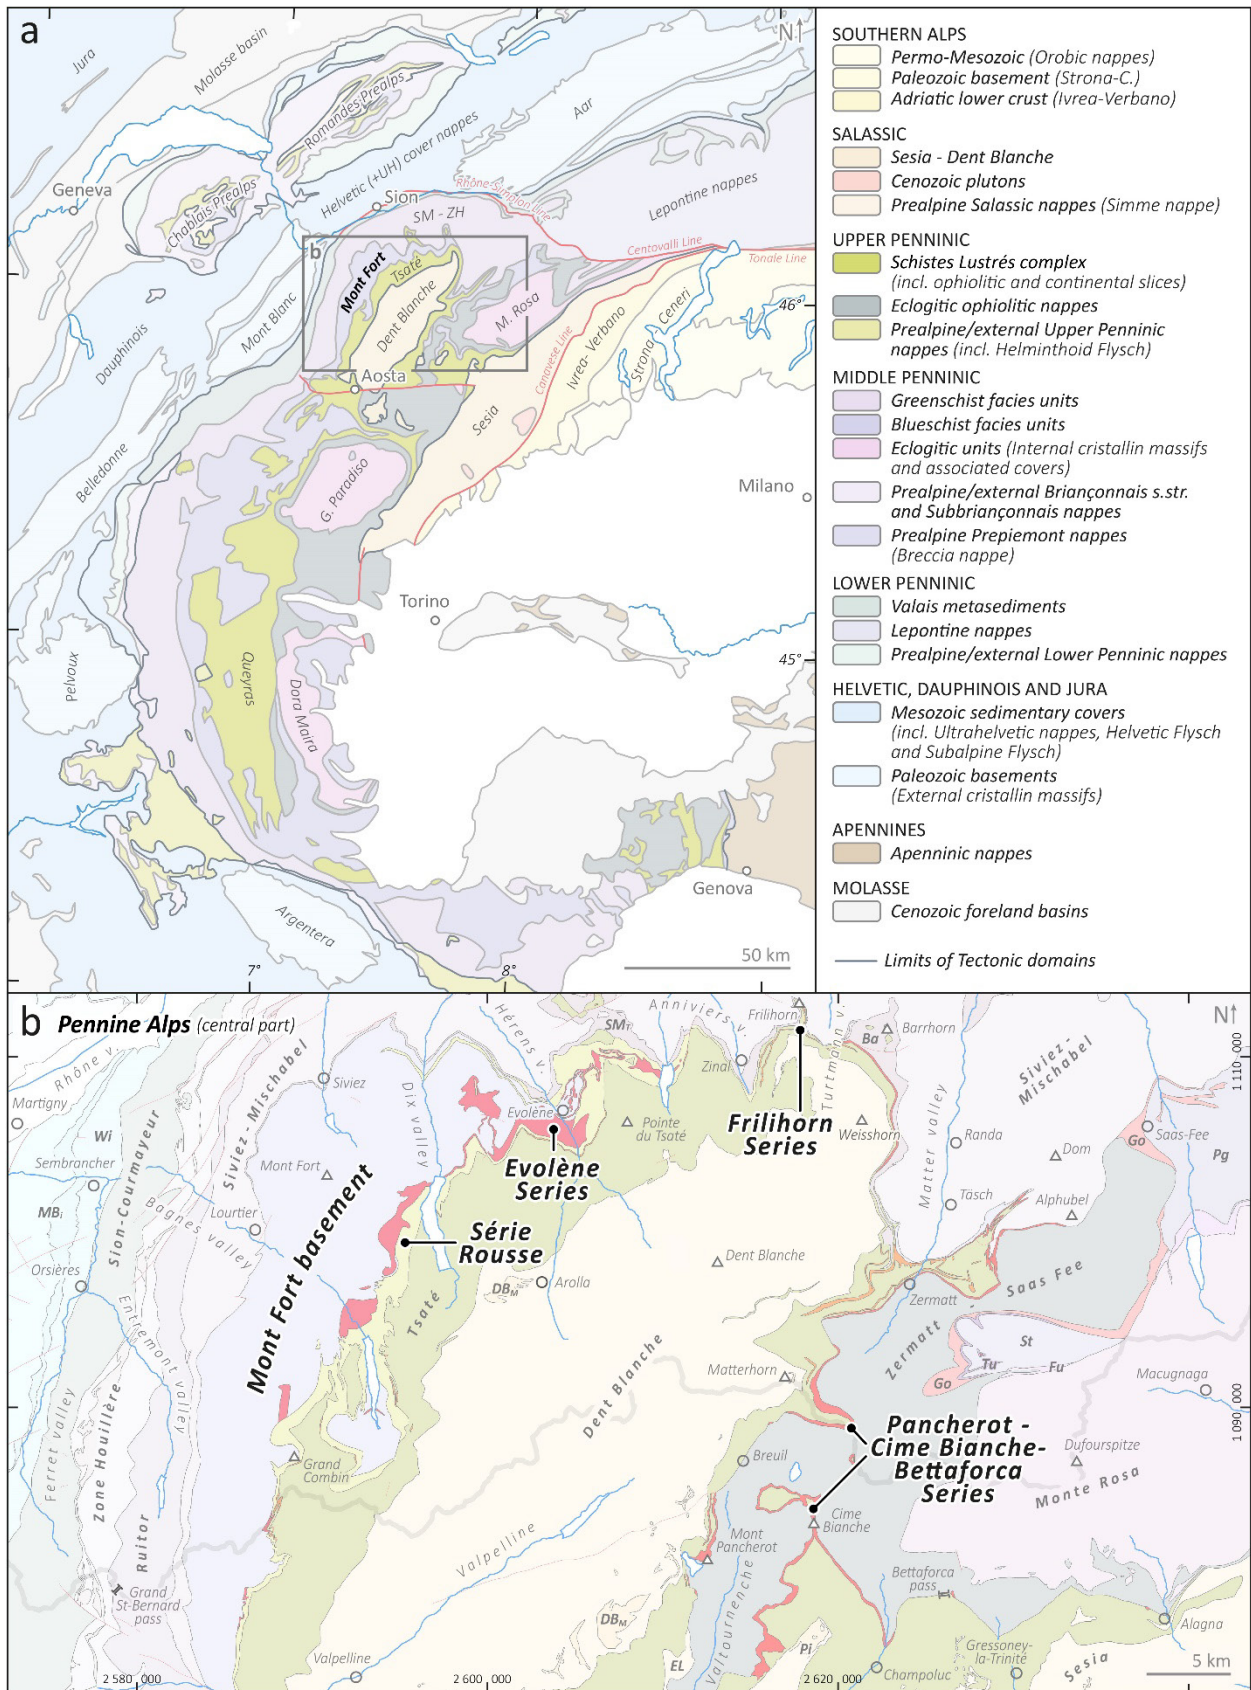 a
N↑
Jura
Molasse basin
Romandes Prealps
Aar
Geneva
Chablais Prealps
Helvetic (+UH) cover nappes
Sion
Rhône-Simplon Line
SM - ZH
Lepontine nappes
b
Centovalli Line
Tonale Line
Mont Fort
Tsaté
Dent Blanche
M. Rosa
Mont Blanc
Dauphinois
46°
Canavese Line
Ivrea- Verbano
Strona
Ceneri
Aosta
Sesia
Belledonne
G. Paradiso
Milano
Torino
45°
Pelvoux
Queyras
Dora Maira
Genova
Argentera
50 km
7°
8°
SOUTHERN ALPS
Permo-Mesozoic (Orobic nappes)
Paleozoic basement (Strona-C.)
Adriatic lower crust (Ivrea-Verbano)
SALASSIC
Sesia - Dent Blanche
Cenozoic plutons
Prealpine Salassic nappes (Simme nappe)
UPPER PENNINIC
Schistes Lustrés complex
(incl. ophiolitic and continental slices)
Eclogitic ophiolitic nappes
Prealpine/external Upper Penninic
nappes (incl. Helminthoid Flysch)
MIDDLE PENNINIC
Greenschist facies units
Blueschist facies units
Eclogitic units (Internal cristallin massifs
and associated covers)
Prealpine/external Briançonnais s.str.
and Subbriançonnais nappes
Prealpine Prepiemont nappes
(Breccia nappe)
LOWER PENNINIC
Valais metasediments
Lepontine nappes
Prealpine/external Lower Penninic nappes
HELVETIC, DAUPHINOIS AND JURA
Mesozoic sedimentary covers
(incl. Ultrahelvetic nappes, Helvetic Flysch
and Subalpine Flysch)
Paleozoic basements
(External cristallin massifs)
APENNINES
Apenninic nappes
MOLASSE
Cenozoic foreland basins
Limits of Tectonic domains
b Pennine Alps (central part)
N↑
Rhône v.
Martigny
Siviez-Mischabel
Siviez
Dix valley
Hérens v.
SMT
Anniviers v.
Frilihorn
Turtmann v.
Ba
Barrhorn
Siviez-
Mischabel
1 110 000
Zinal
Evolène
Pointe
du Tsaté
Frilihorn
Series
Weisshorn
Matter valley
Randa
Dom
Go
Saas-Fee
Wi
Sembrancher
Mont Fort
Evolène
Series
Täsch
Alphubel
Pg
MBi
Sion-Courmayeur
Bagnes valley
Lourtier
Mont Fort basement
Série
Rousse
Dent Blanche
Orsières
Entremont valley
Tsaté
DBM
Arolla
Zermatt
Zermatt -
Saas Fee
St
Tu
Fu
Go
Macugnaga
Matterhorn
Dent Blanche
1 090 000
Ferret valley
Zone Houillère
Ruitor
Grand
Combin
Pancherot -
Cime Bianche-
Bettaforca
Series
Breuil
Dufourspitze
Monte Rosa
Cime
Bianche
Valpelline
Mont
Pancherot
Grand
St-Bernard
pass
Bettaforca
pass
DBM
Valtournenche
Pi
EL
Alagna
Gressoney-
la-Trinité
Sesia
Valpelline
Champoluc
5 km
2 580 000
2 600 000
2 620 000